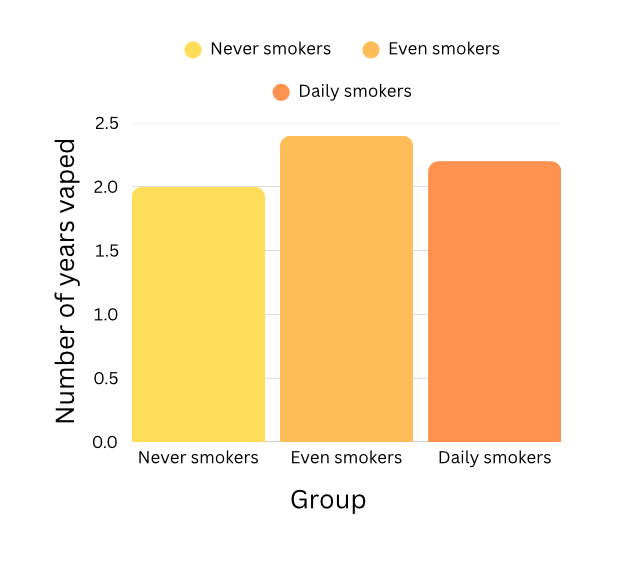 Never smokers Even smokers
Daily smokers
2.5
2.0
1.5
1.0
0.5
0.0
Number of years vaped
Never smokers Even smokers Daily smokers
Group